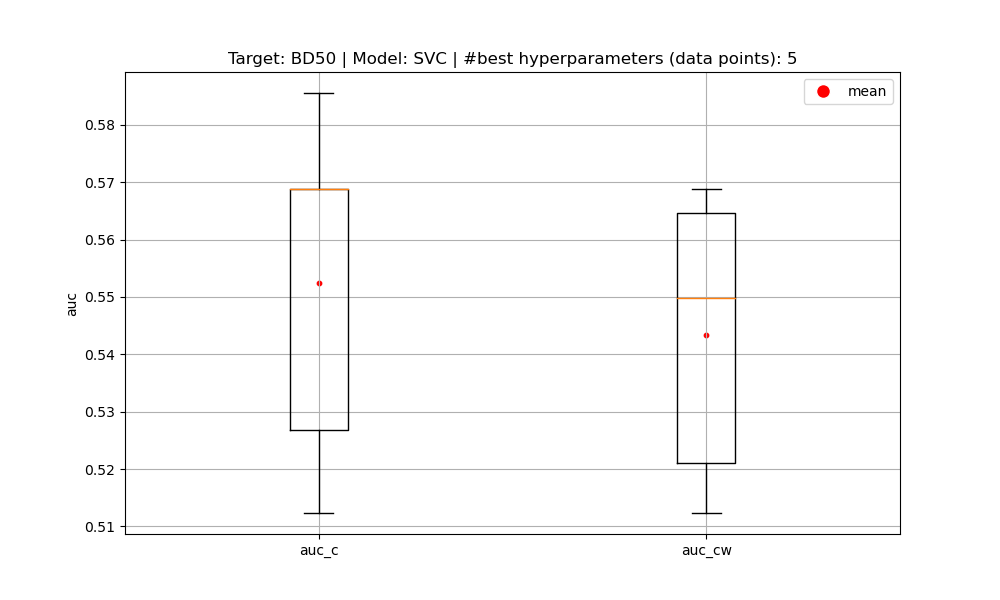 Target: BD50 | Model: SVC | #best hyperparameters (data points): 5
mean
auc
0.58
0.57
0.56
0.55
0.54
0.53
0.52
0.51
auc_c
auc_cw